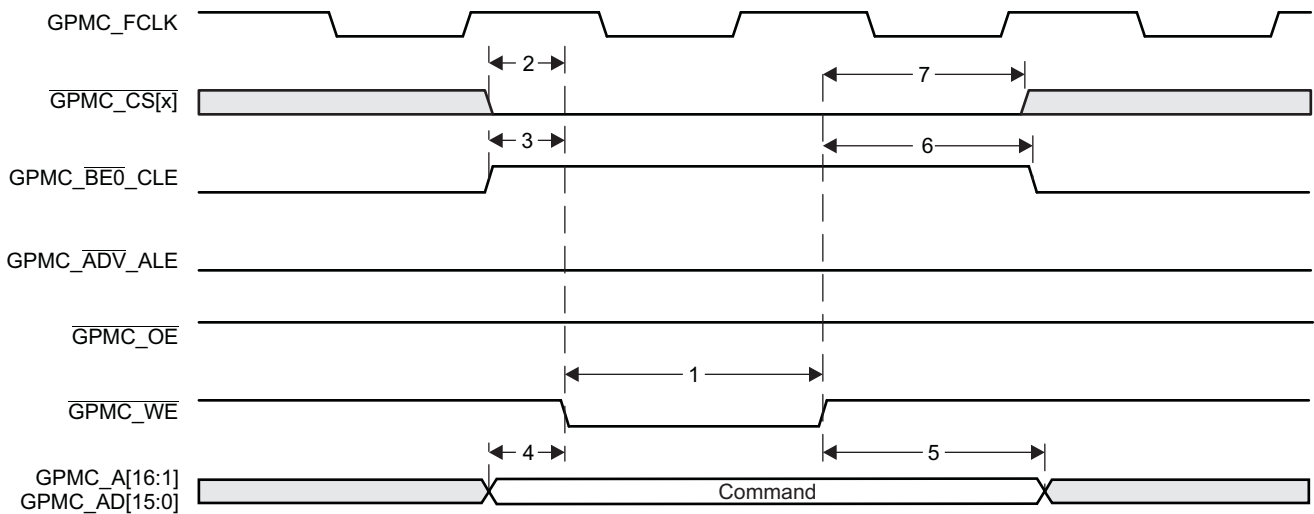 GPMC_FCLK
2
7
GPMC_CS[x]
3
6
GPMC_BE0_CLE
GPMC_ADV_ALE
GPMC_OE
1
GPMC_WE
4
5
GPMC_A[16:1]
GPMC_AD[15:0]
Command